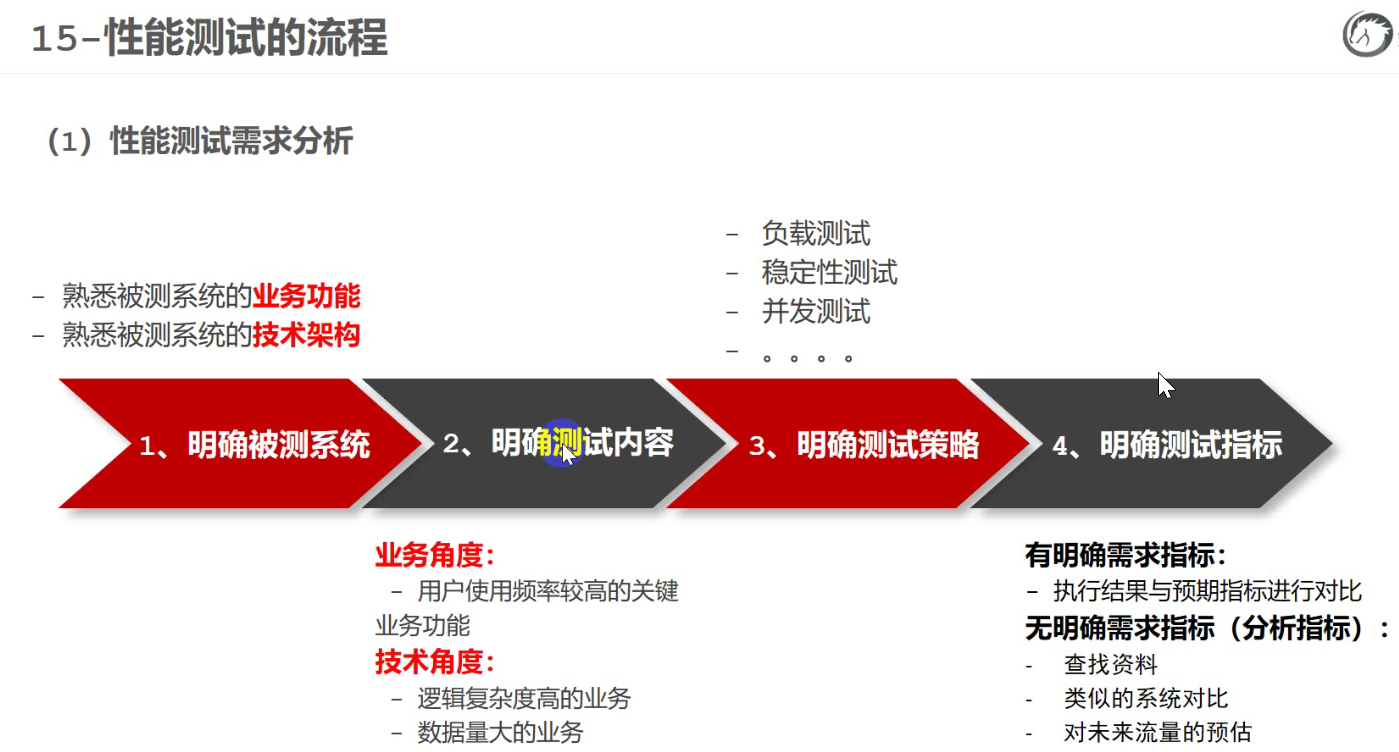 15-性能测试的流程
（1）性能测试需求分析
- 熟悉被测系统的业务功能
- 熟悉被测系统的技术架构
- 负载测试
- 稳定性测试
- 并发测试
- 。。。。
1、明确被测系统
2、明确测试内容
3、明确测试策略
4、明确测试指标
业务角度：
- 用户使用频率较高的关键
业务功能
技术角度：
- 逻辑复杂度高的业务
- 数据量大的业务
有明确需求指标：
- 执行结果与预期指标进行对比
无明确需求指标（分析指标）：
- 查找资料
- 类似的系统对比
- 对未来流量的预估